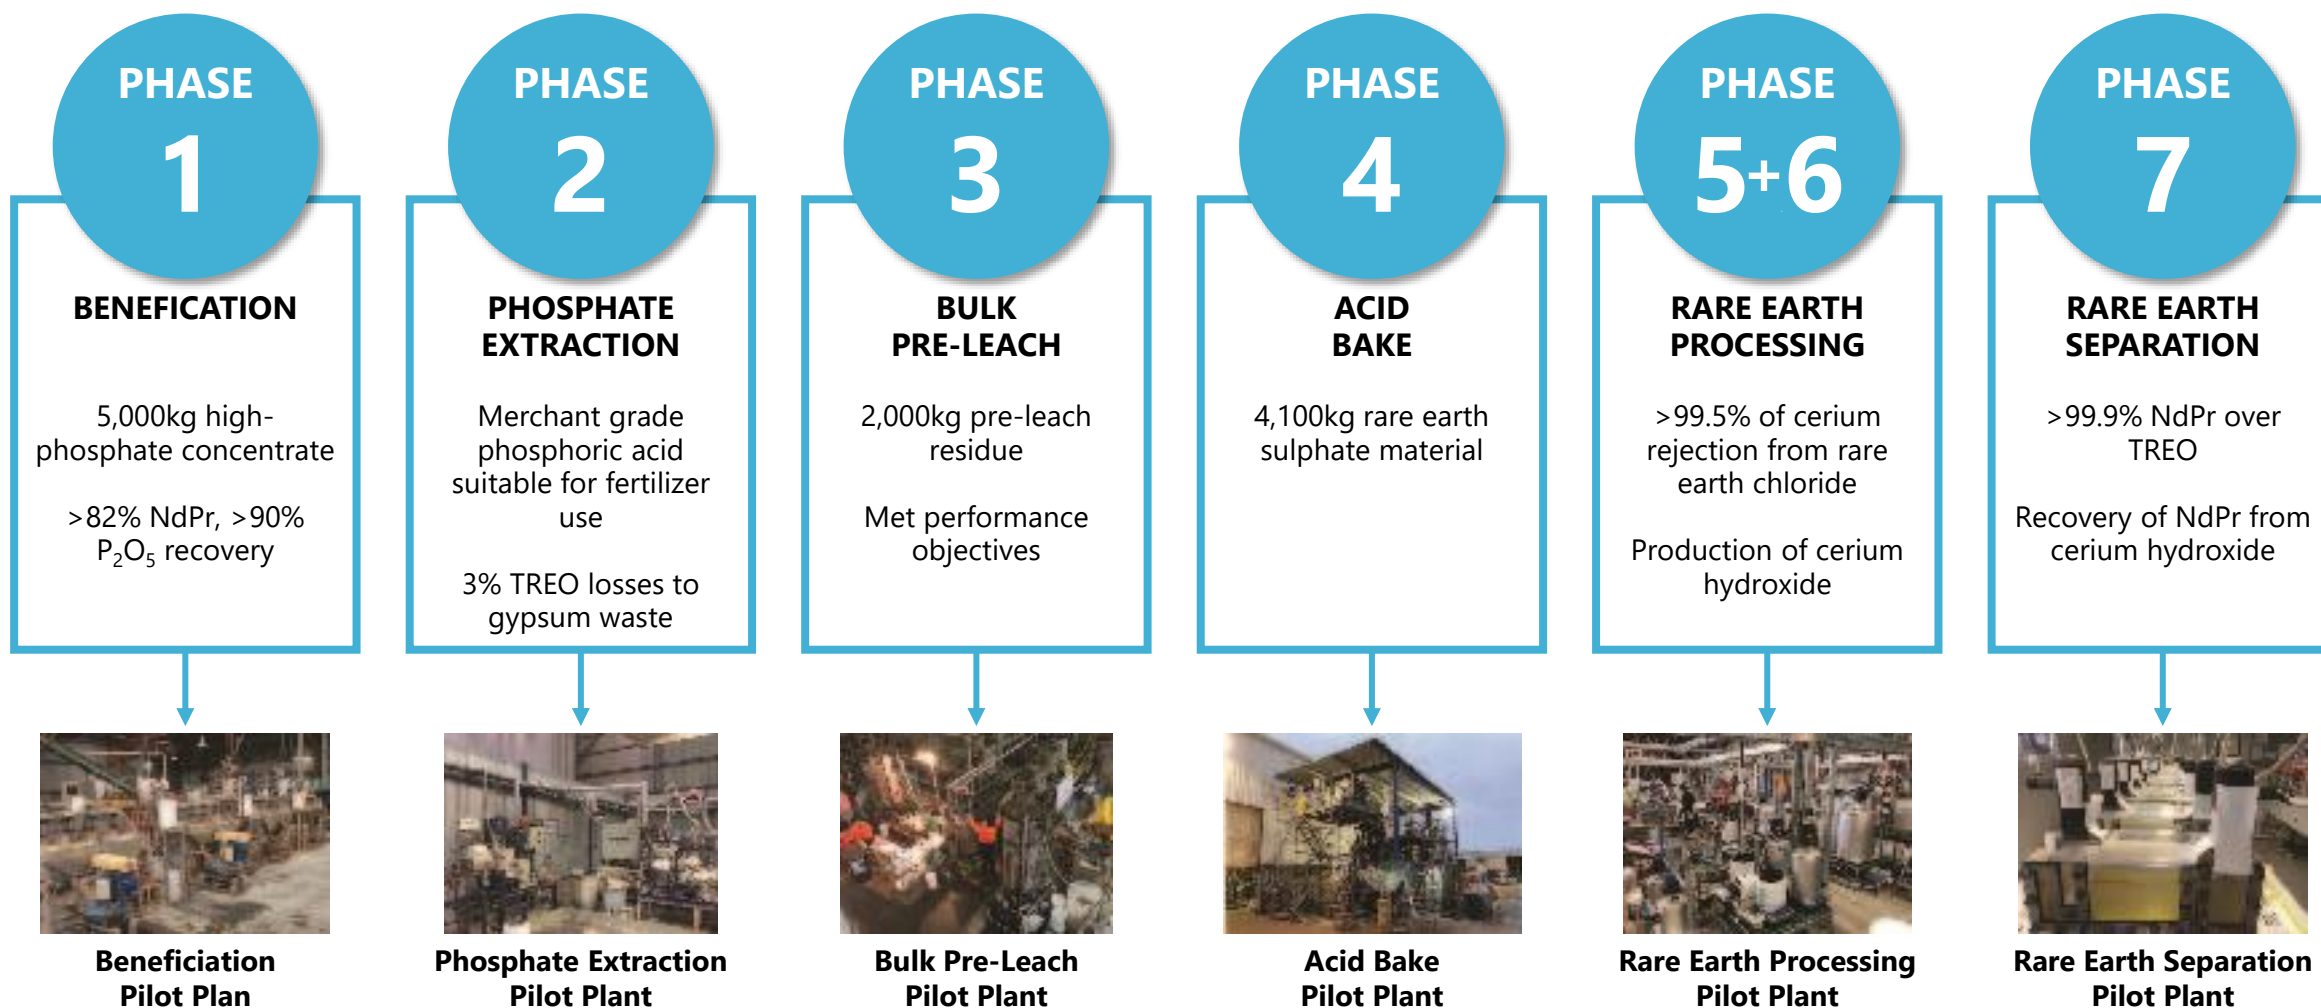 PHASE
1
BENEFICATION
5,000kg high-
phosphate concentrate
>82% NdPr, >90%
P₂O₅ recovery
Beneficiation
Pilot Plan
PHASE
2
PHOSPHATE
EXTRACTION
Merchant grade
phosphoric acid
suitable for fertilizer
use
3% TREO losses to
gypsum waste
Phosphate Extraction
Pilot Plant
PHASE
3
BULK
PRE-LEACH
2,000kg pre-leach
residue
Met performance
objectives
Bulk Pre-Leach
Pilot Plant
PHASE
4
ACID
BAKE
4,100kg rare earth
sulphate material
Acid Bake
Pilot Plant
PHASE
5+6
RARE EARTH
PROCESSING
>99.5% of cerium
rejection from rare
earth chloride
Production of cerium
hydroxide
Rare Earth Processing
Pilot Plant
PHASE
7
RARE EARTH
SEPARATION
>99.9% NdPr over
TREO
Recovery of NdPr from
cerium hydroxide
Rare Earth Separation
Pilot Plant